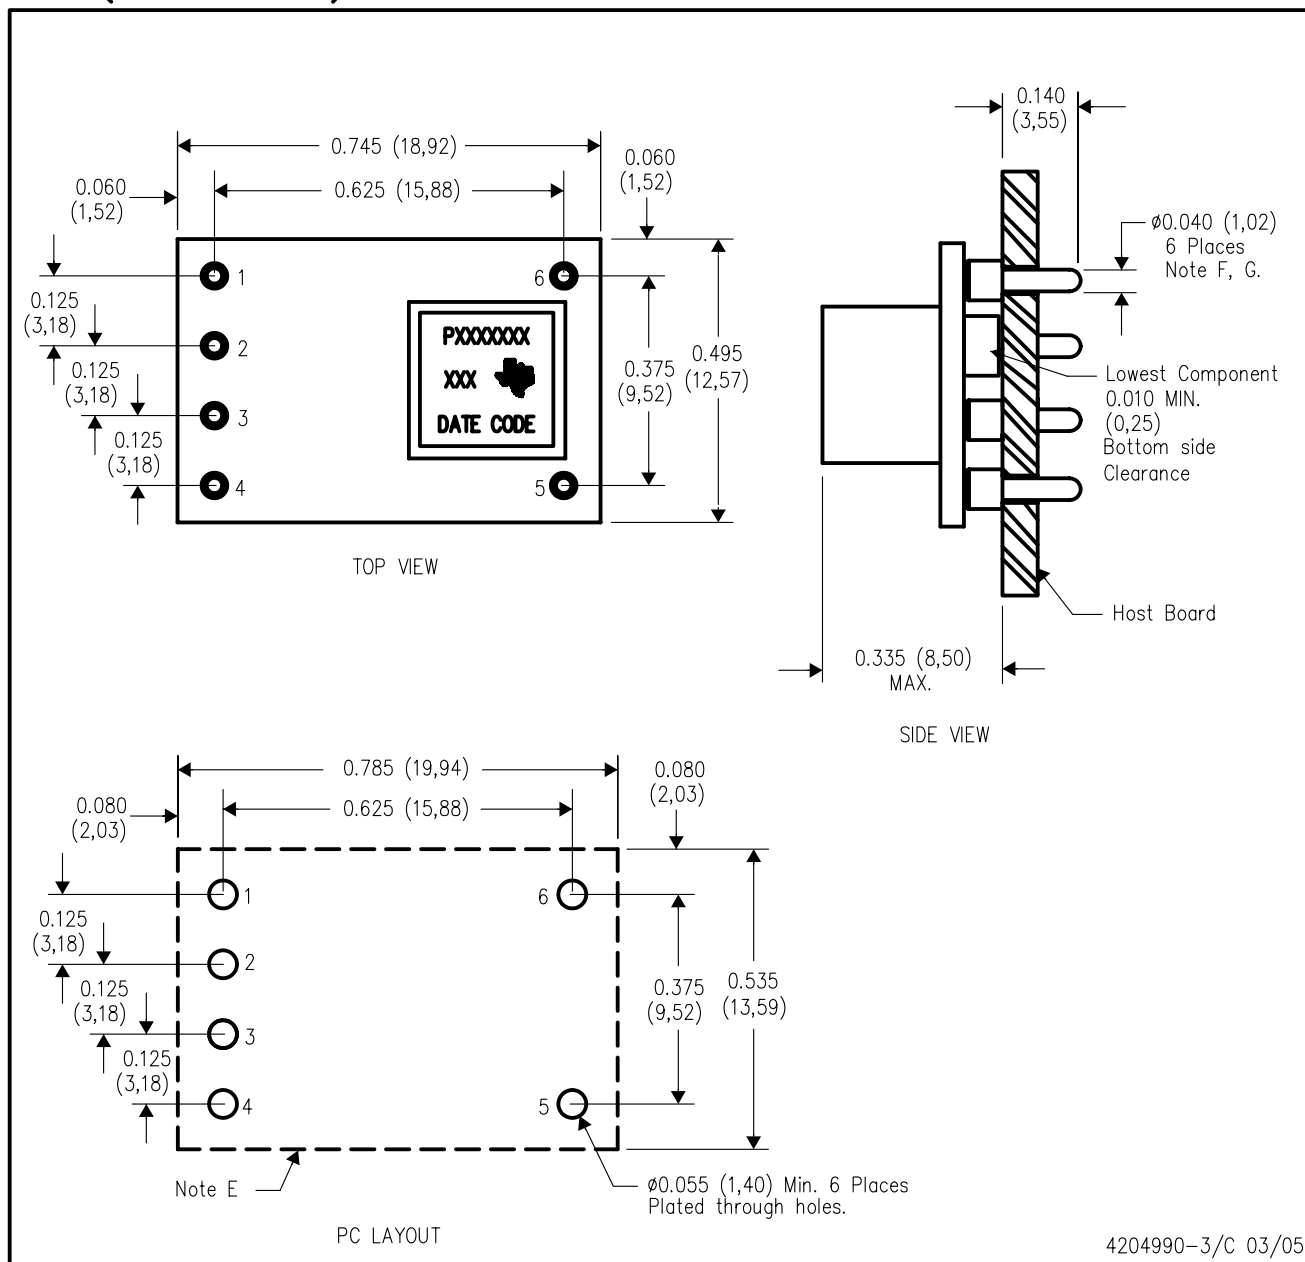 0.140
(3,55)
0.745 (18,92)
0.060
(1,52)
0.625 (15,88)
0.060
(1,52)
ø0.040 (1,02)
6 Places
Note F, G.
1
6
0.125
(3,18)
PXXXXXXX
2
0.375
(9,52)
0.495
(12,57)
0.125
(3,18)
XXX
Lowest Component
0.010 MIN.
(0,25)
Bottom side
Clearance
3
DATE CODE
0.125
(3,18)
4
5
TOP VIEW
Host Board
0.335 (8,50)
MAX.
SIDE VIEW
0.785 (19,94)
0.080
(2,03)
0.625 (15,88)
0.080
(2,03)
1
6
0.125
(3,18)
2
0.375
(9,52)
0.535
(13,59)
0.125
(3,18)
3
0.125
(3,18)
4
5
Note E
ø0.055 (1,40) Min. 6 Places
Plated through holes.
PC LAYOUT
4204990-3/C 03/05